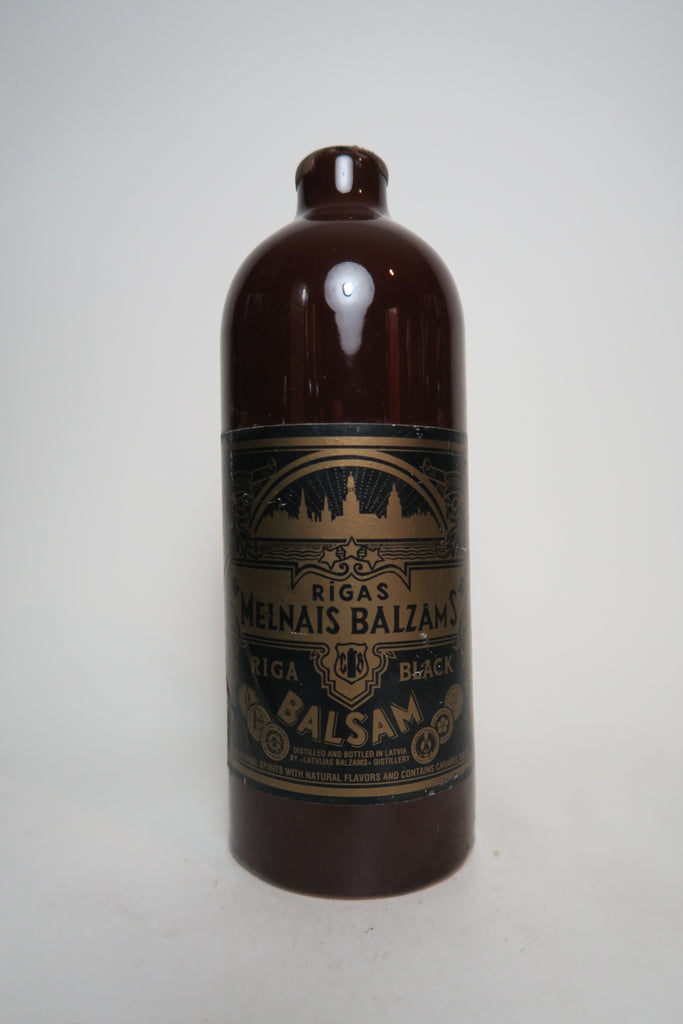 RĪGAS
MELNAIS BALZĀMS
RIGA BLACK
BALSAM
DISTILLED AND BOTTLED IN LATVIA
BY «LATVIJAS BALZAMS» DISTILLERY
SPIRITS WITH NATURAL FLAVORS AND CONTAINS CARAMEL